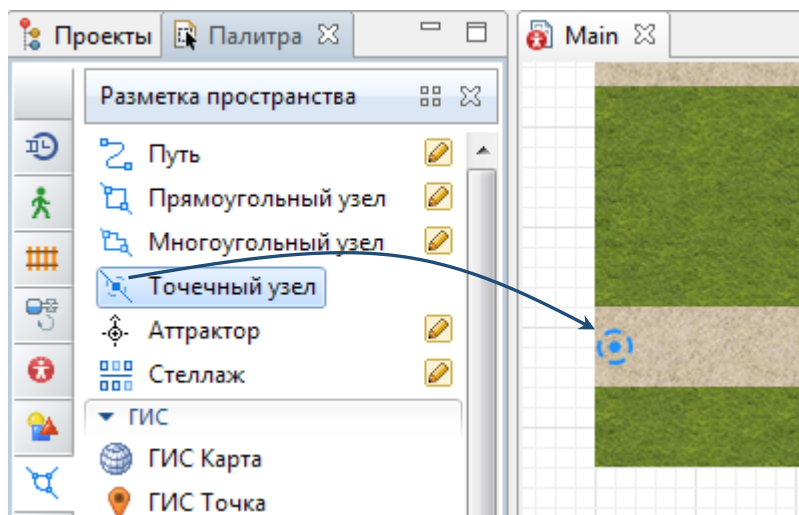 Проекты Палитра Main
Разметка пространства
Путь
Прямоугольный узел
Многоугольный узел
Точечный узел
Аттрактор
Стеллаж
ГИС
ГИС Карта
ГИС Точка